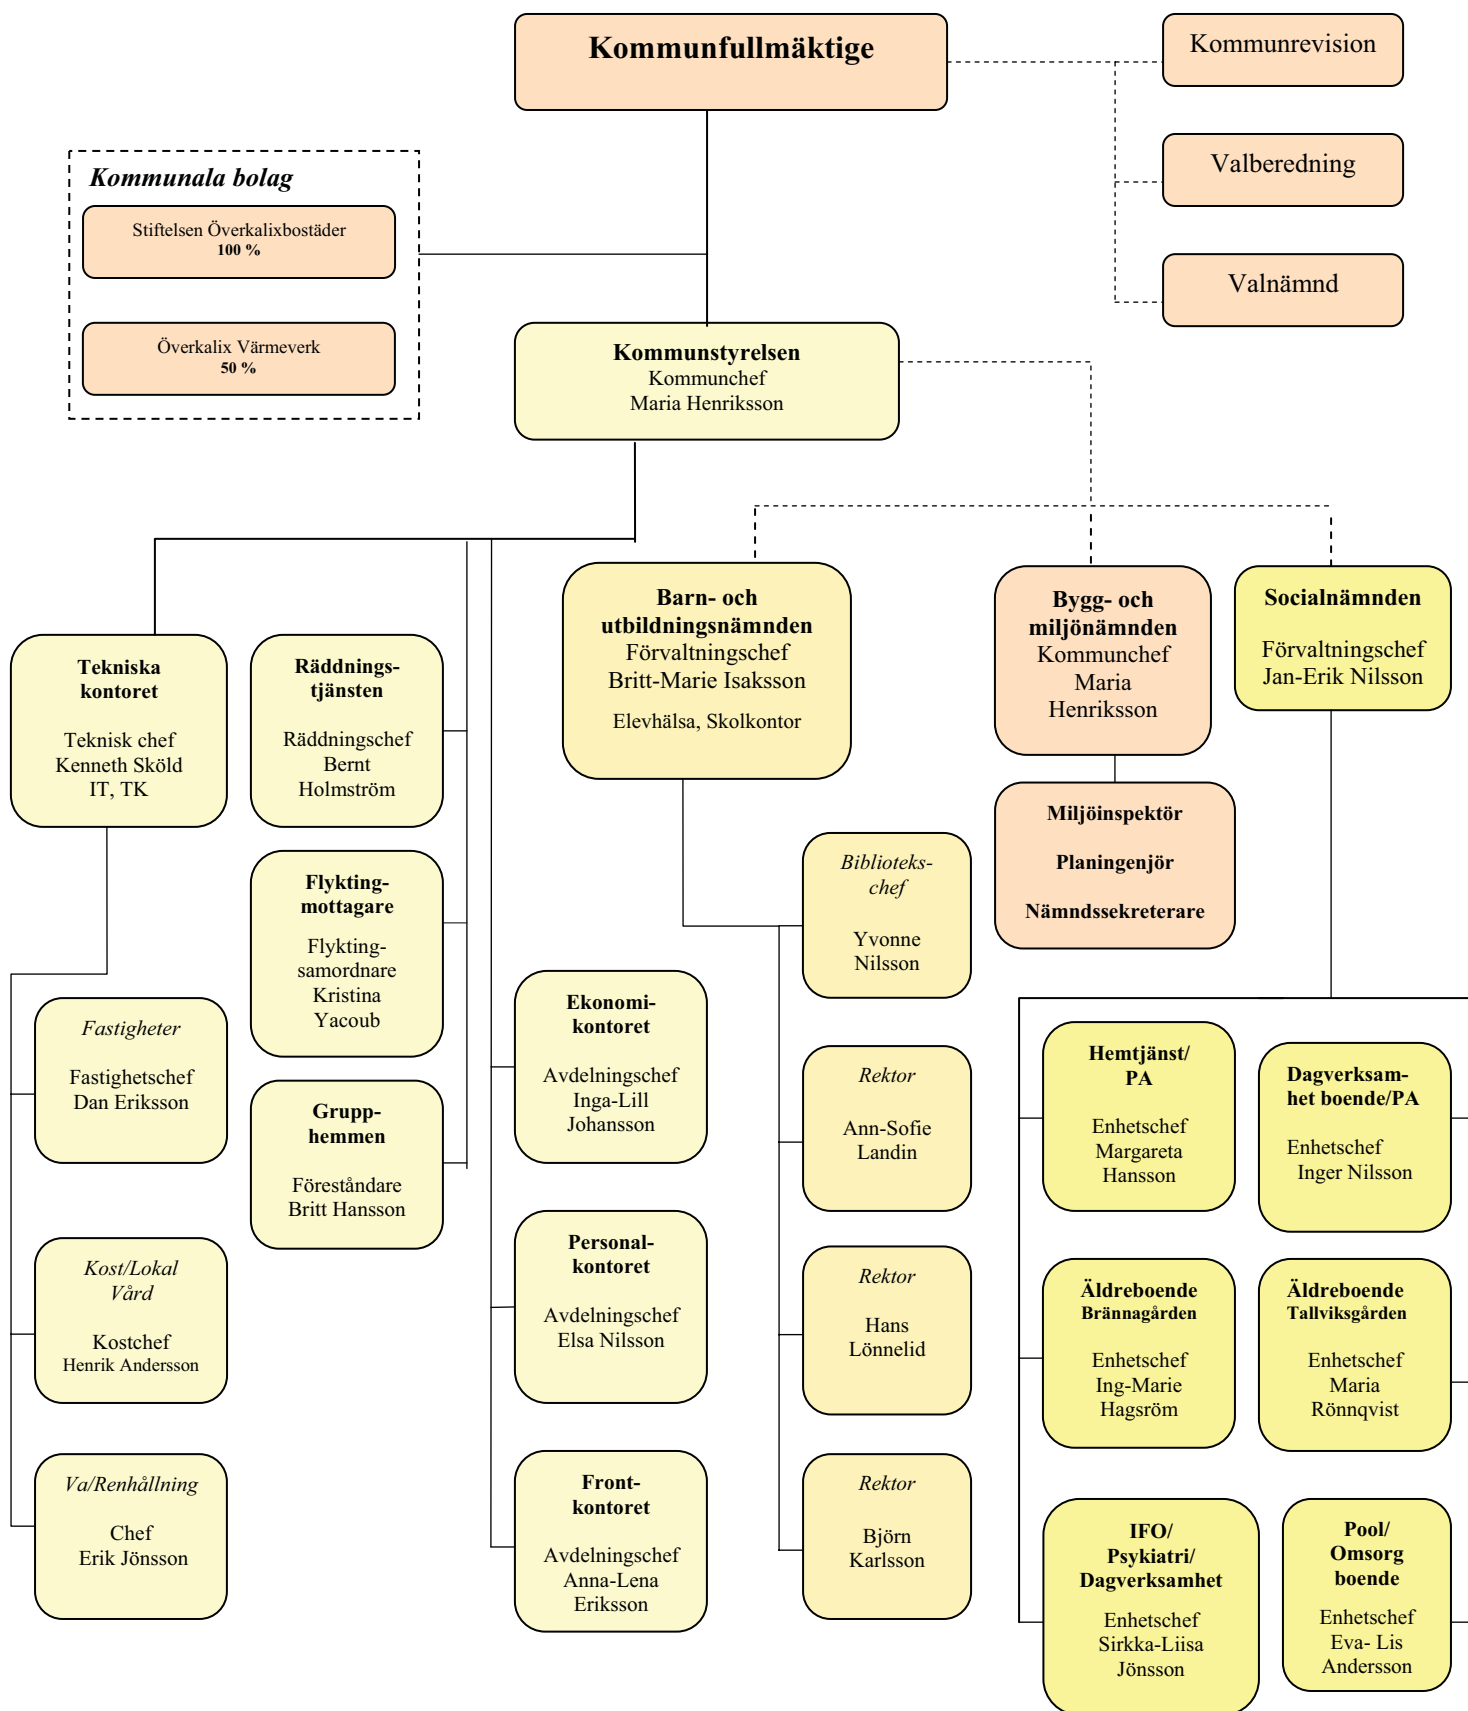 Kommunfullmäktige
Kommunrevision
Valberedning
Valnämnd
Kommunala bolag
Stiftelsen Överkalixbostäder
100 %
Överkalix Värmeverk
50 %
Kommunstyrelsen
Kommunchef
Maria Henriksson
Tekniska
kontoret
Teknisk chef
Kenneth Sköld
IT, TK
Räddnings-
tjänsten
Räddningschef
Bernt
Holmström
Barn- och
utbildningsnämnden
Förvaltningschef
Britt-Marie Isaksson
Elevhälsa, Skolkontor
Bygg- och
miljönämnden
Kommunchef
Maria
Henriksson
Socialnämnden
Förvaltningschef
Jan-Erik Nilsson
Miljöinspektör
Planingenjör
Nämndssekreterare
Flykting-
mottagare
Flykting-
samordnare
Kristina
Yacoub
Grupp-
hemmen
Föreståndare
Britt Hansson
Fastigheter
Fastighetschef
Dan Eriksson
Kost/Lokal
Vård
Kostchef
Henrik Andersson
Va/Renhållning
Chef
Erik Jönsson
Ekonomi-
kontoret
Avdelningschef
Inga-Lill
Johansson
Personal-
kontoret
Avdelningschef
Elsa Nilsson
Front-
kontoret
Avdelningschef
Anna-Lena
Eriksson
Biblioteks-
chef
Yvonne
Nilsson
Rektor
Ann-Sofie
Landin
Rektor
Hans
Lönnelid
Rektor
Björn
Karlsson
Hemtjänst/
PA
Enhetschef
Margareta
Hansson
Dagverksam-
het boende/PA
Enhetschef
Inger Nilsson
Äldreboende
Brännagården
Enhetschef
Ing-Marie
Hagsröm
Äldreboende
Tallviksgården
Enhetschef
Maria
Rönnqvist
IFO/
Psykiatri/
Dagverksamhet
Enhetschef
Sirkka-Liisa
Jönsson
Pool/
Omsorg
boende
Enhetschef
Eva- Lis
Andersson